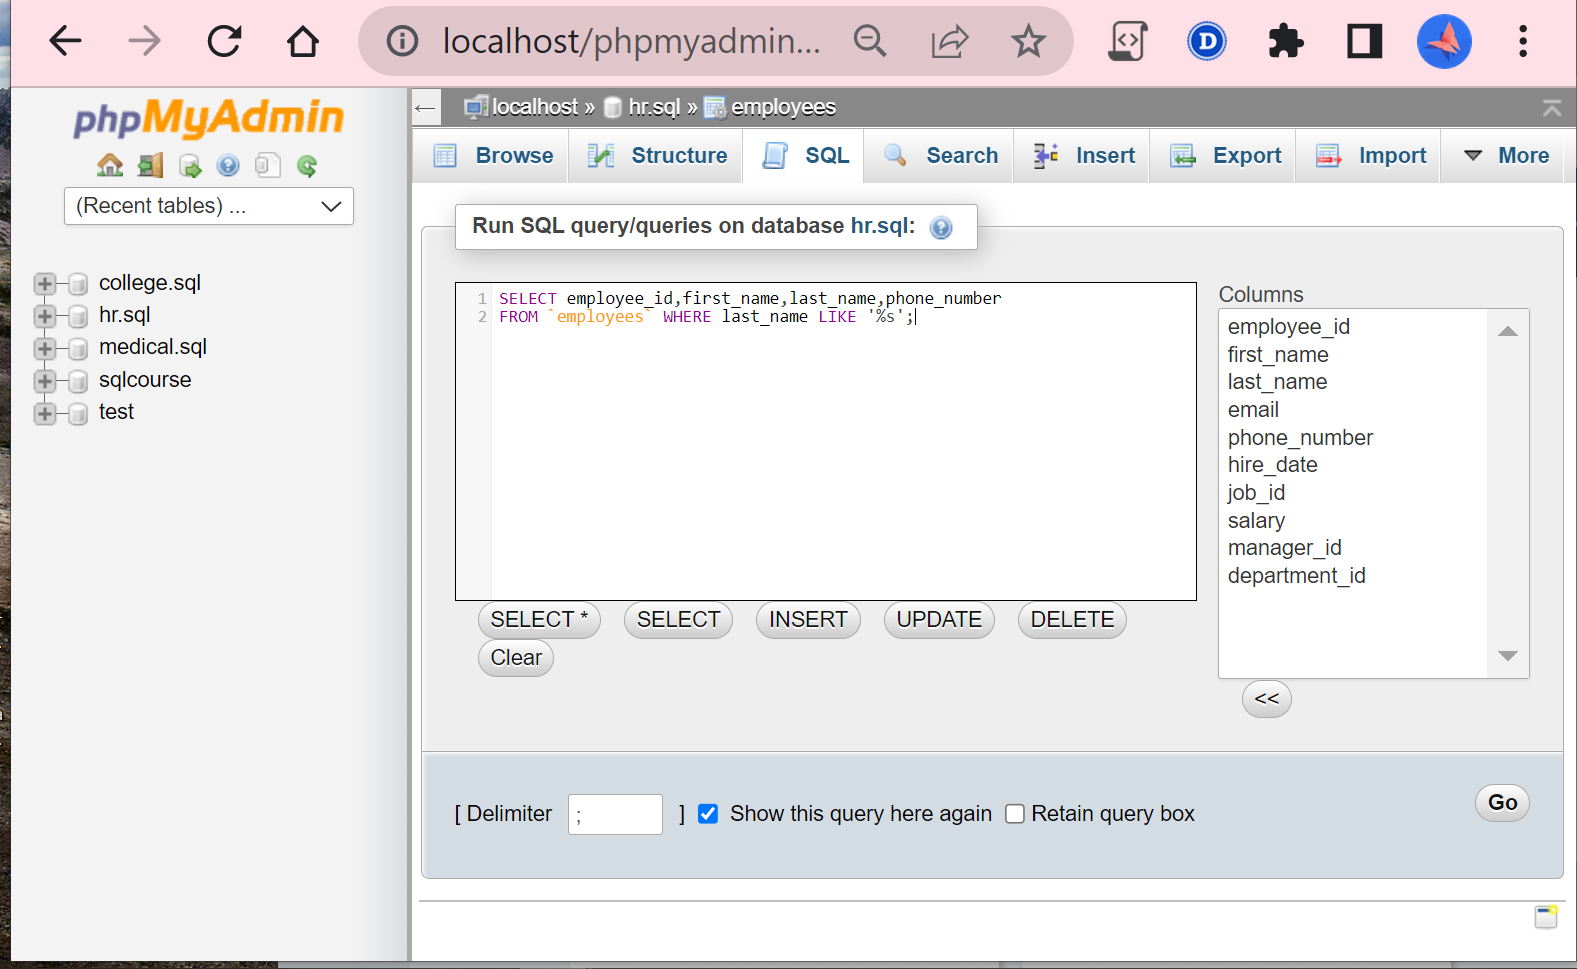 localhost/phpmyadmin...
D
phpMyAdmin
(Recent tables) ...
college.sql
hr.sql
medical.sql
sqlcourse
test
localhost » hr.sql » employees
Browse Structure SQL Search Insert Export Import More
Run SQL query/queries on database hr.sql:
1 SELECT employee_id,first_name,last_name,phone_number
2 FROM `employees` WHERE last_name LIKE '%s';
Columns
employee_id
first_name
last_name
email
phone_number
hire_date
job_id
salary
manager_id
department_id
SELECT * SELECT INSERT UPDATE DELETE
Clear
<<
[ Delimiter ; ] Show this query here again Retain query box
Go